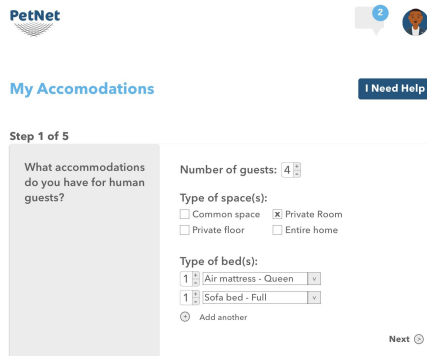 PetNet
2
My Accomodations
I Need Help
Step 1 of 5
What accommodations
do you have for human
guests?
Number of guests: 4
Type of space(s):
Common space x Private Room
Private floor Entire home
Type of bed(s):
1 Air mattress - Queen v
1 Sofa bed - Full v
+ Add another
Next >